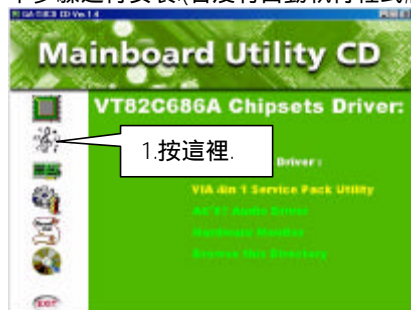 Mainboard Utility CD
VT82C686A Chipsets Driver:
1.按這裡.
Driver :
VIA 4in 1 Service Pack Utility
AC'97 Audio Driver
Hardware Monitor
Browse this Directory
EXIT